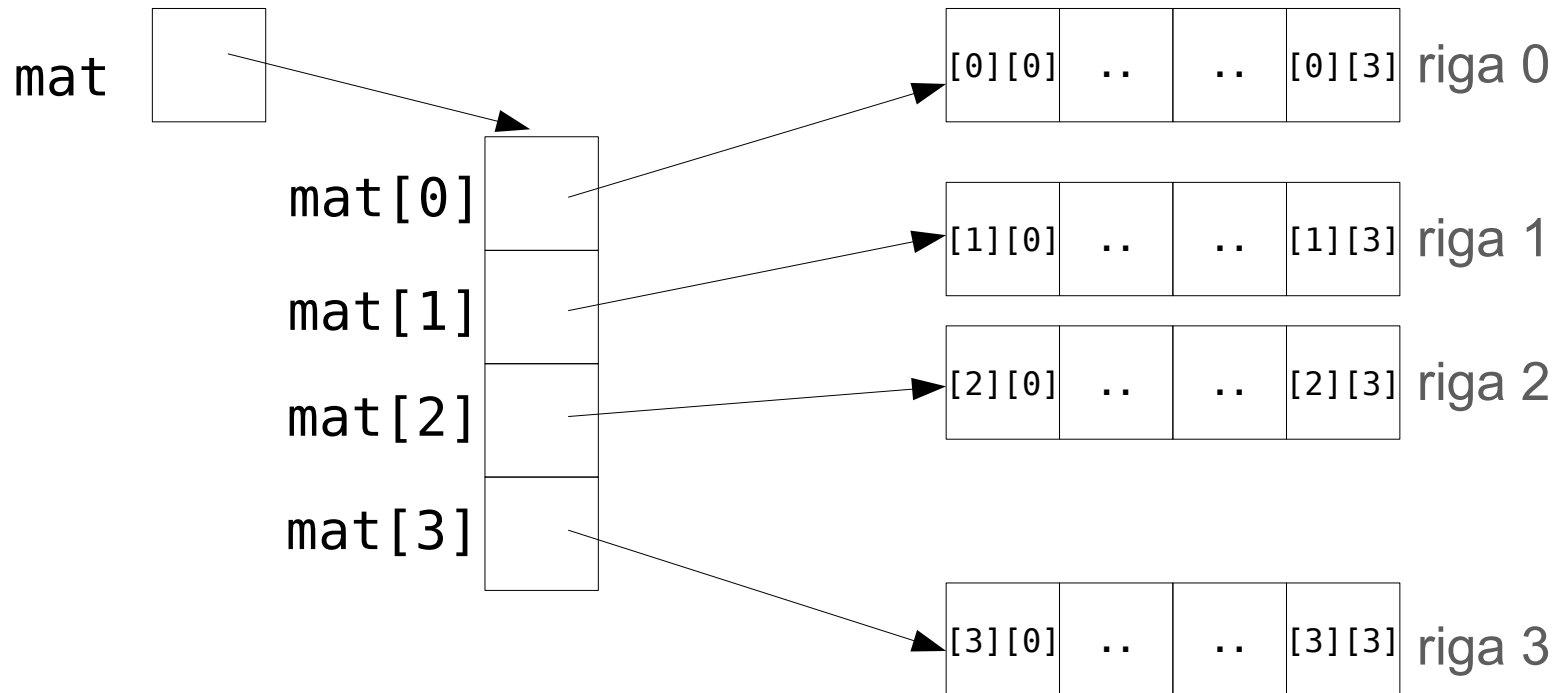 mat
[0][0] .. .. [0][3] riga 0
mat[0]
[1][0] .. .. [1][3] riga 1
mat[1]
[2][0] .. .. [2][3] riga 2
mat[2]
mat[3]
[3][0] .. .. [3][3] riga 3